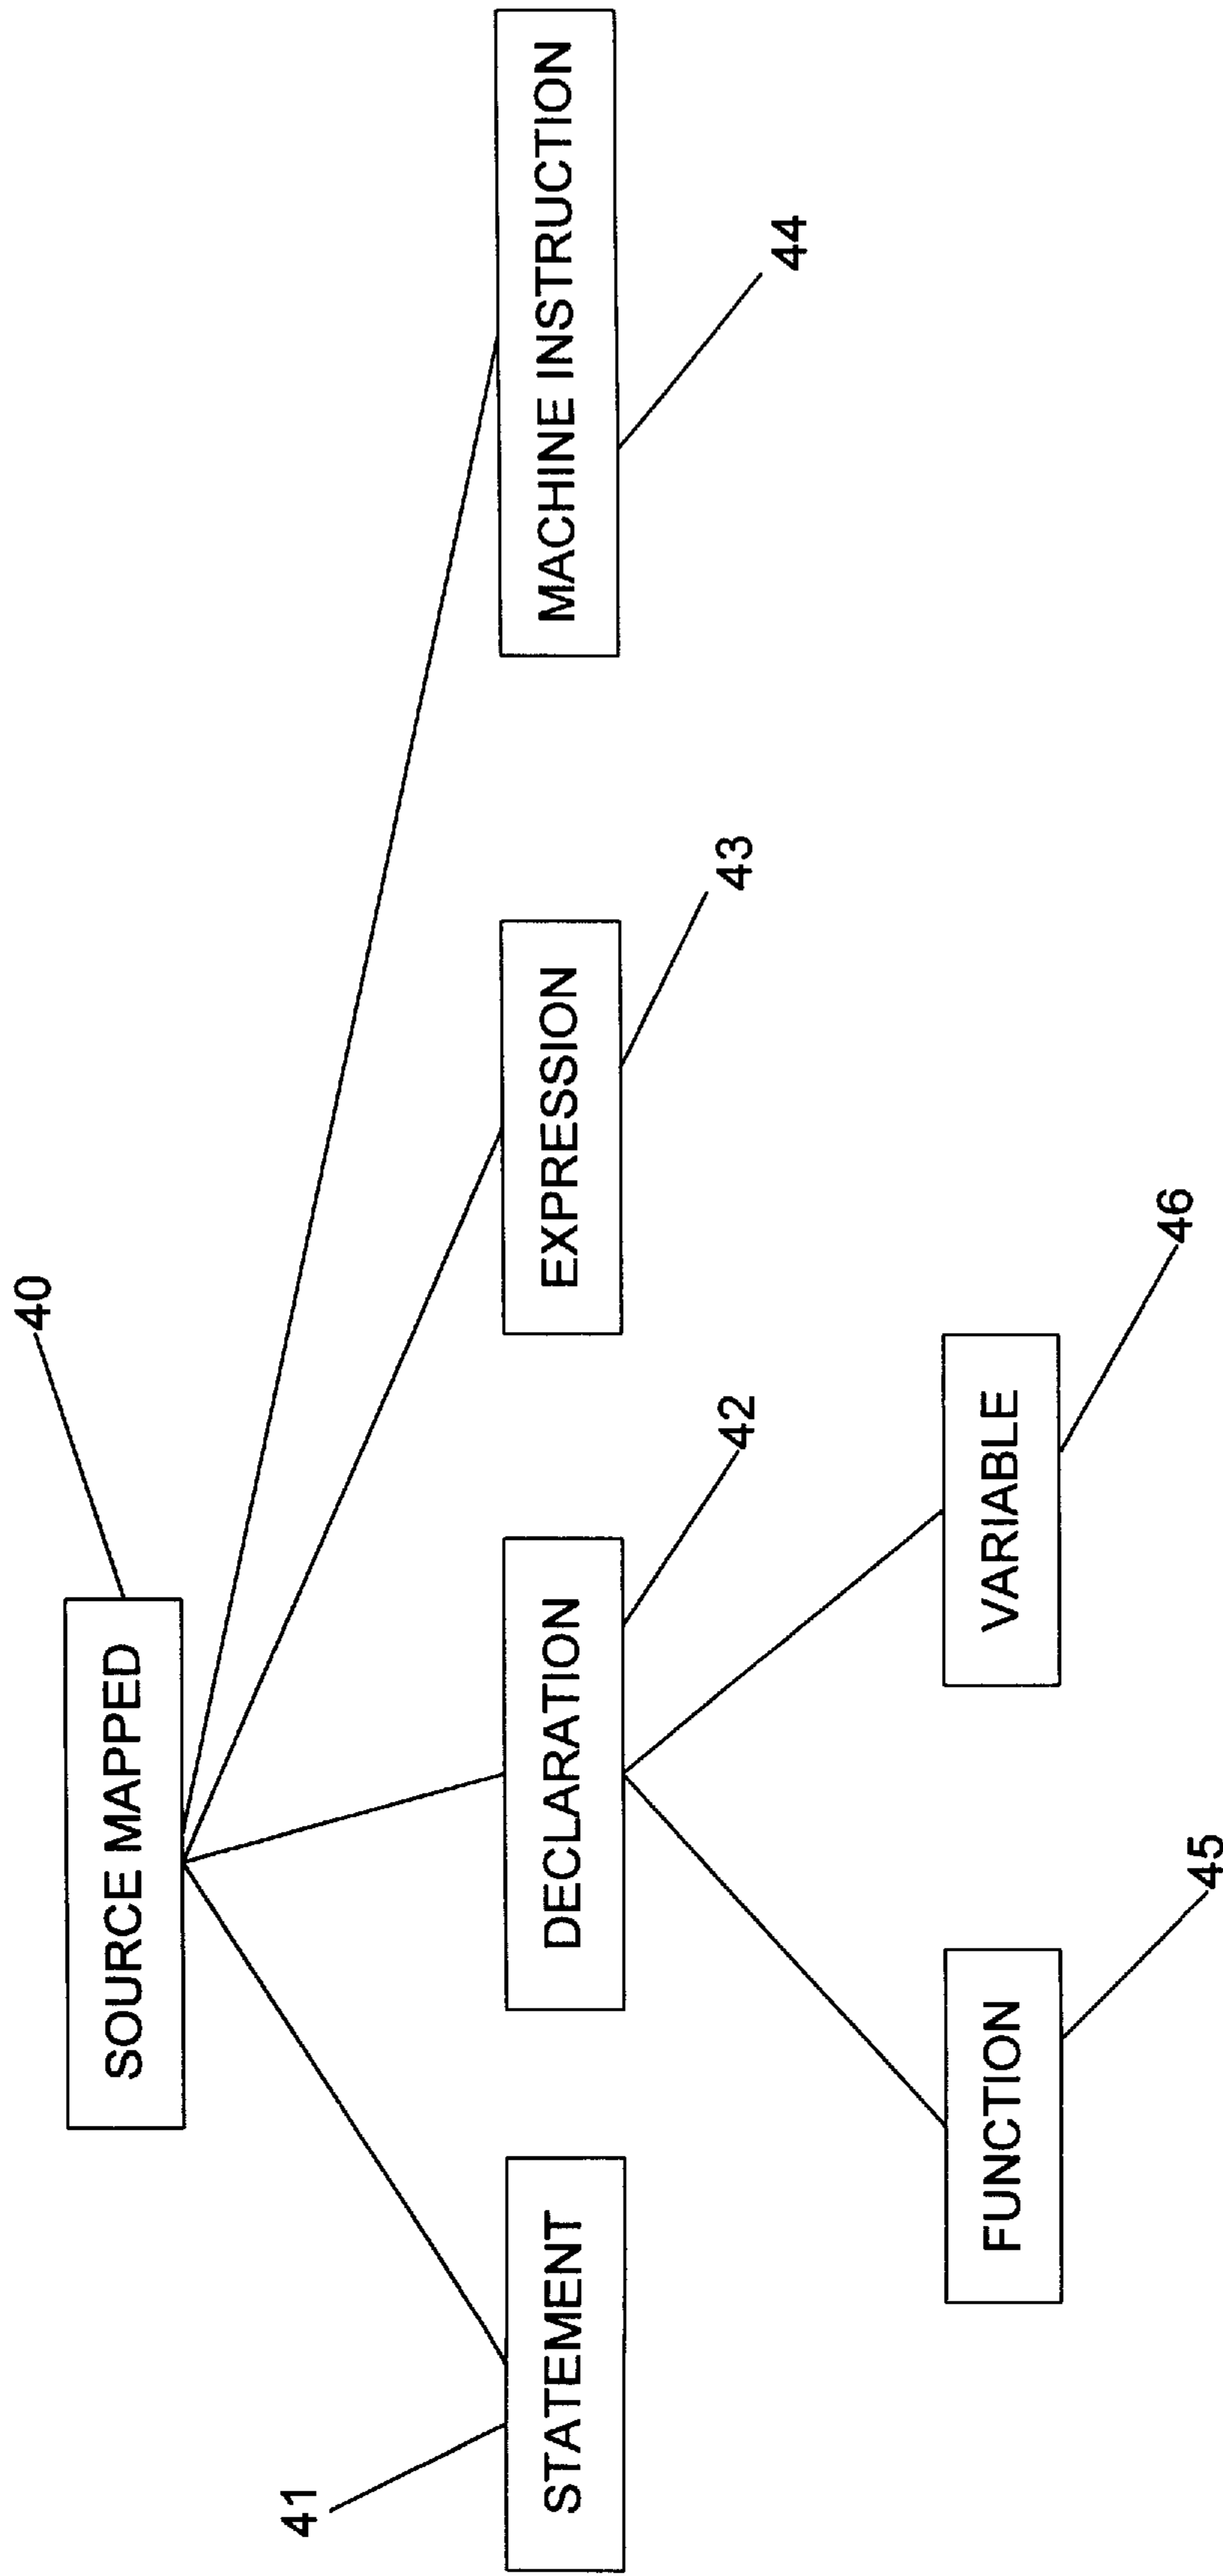 40
SOURCE MAPPED
41
STATEMENT
DECLARATION
42
EXPRESSION
43
MACHINE INSTRUCTION
44
FUNCTION
45
VARIABLE
46